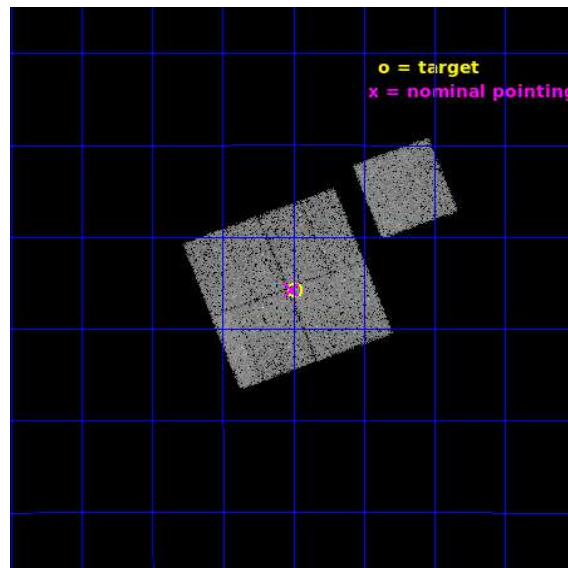 o = target
x = nominal pointing